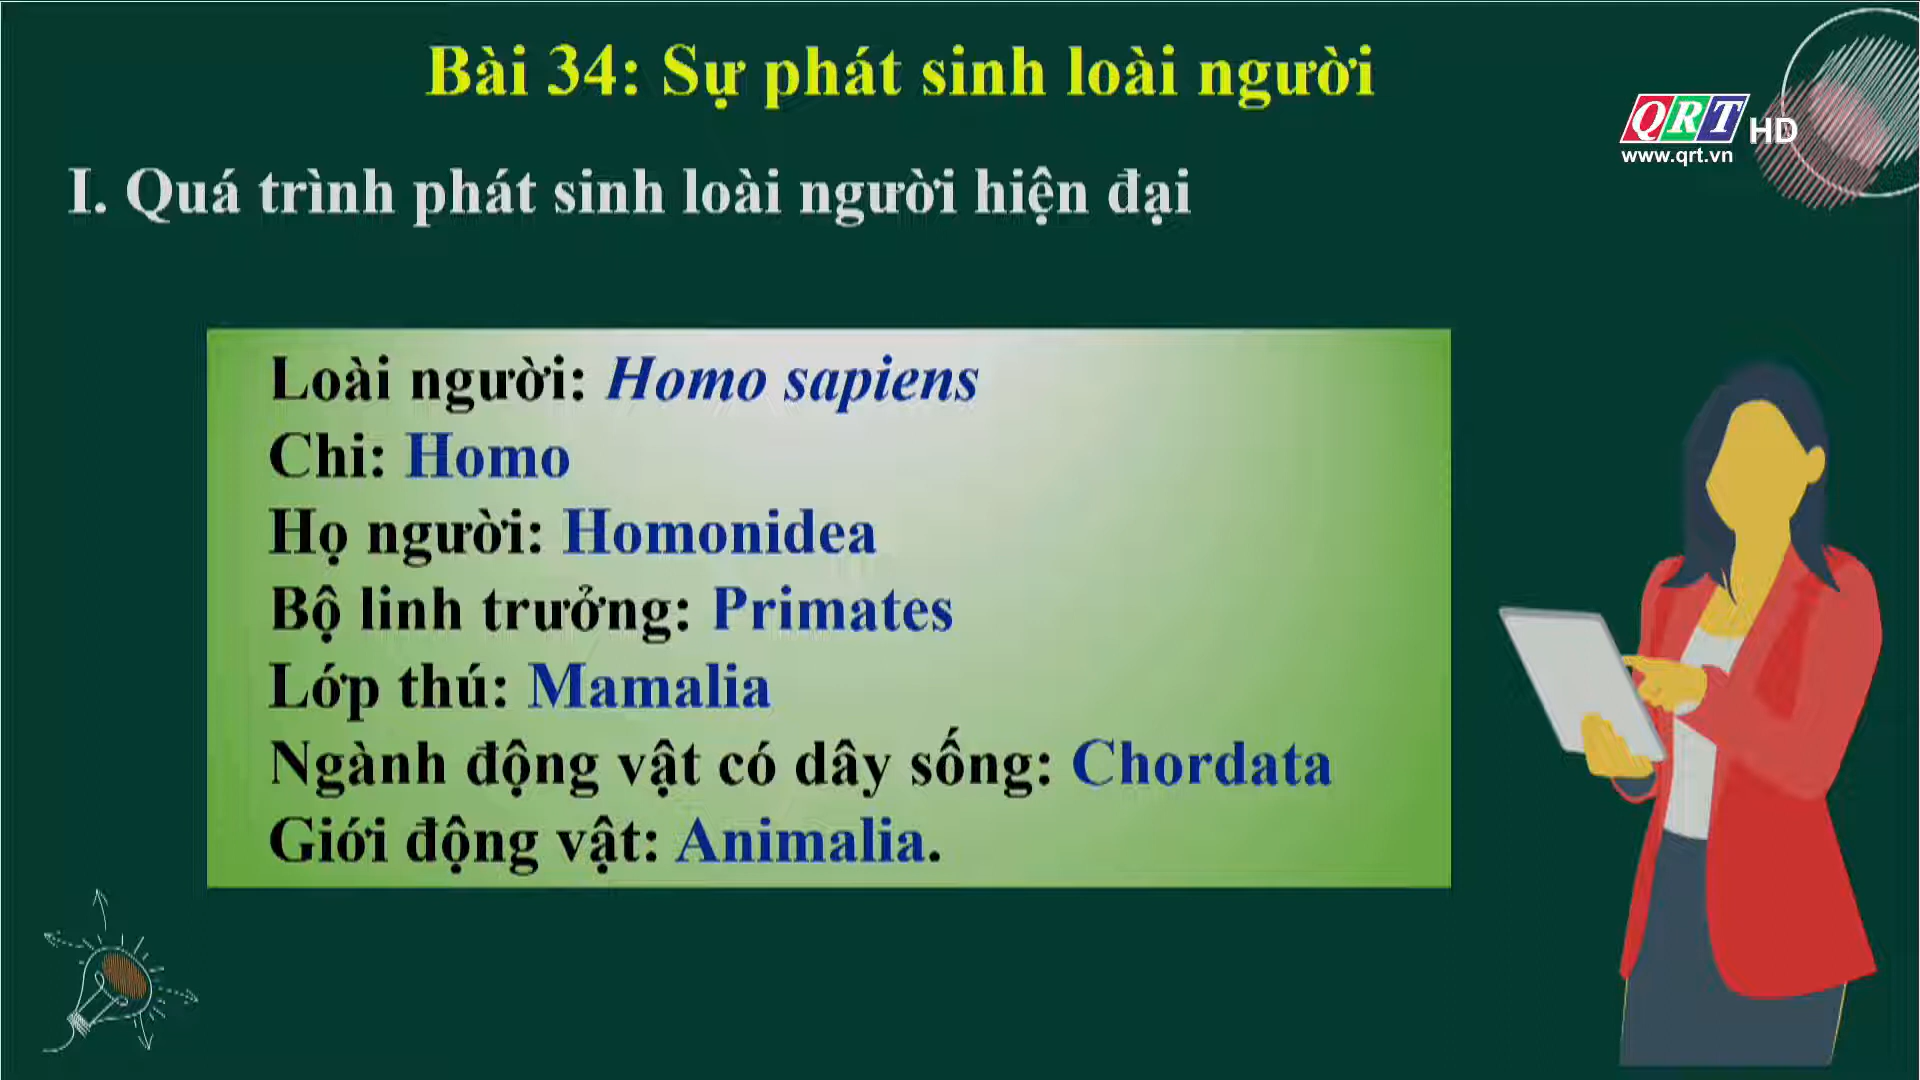 Bài 34: Sự phát sinh loài người
QRT HD
www.qrt.vn
I. Quá trình phát sinh loài người hiện đại
Loài người: Homo sapiens
Chi: Homo
Họ người: Homonidea
Bộ linh trưởng: Primates
Lớp thú: Mamalia
Ngành động vật có dây sống: Chordata
Giới động vật: Animalia.